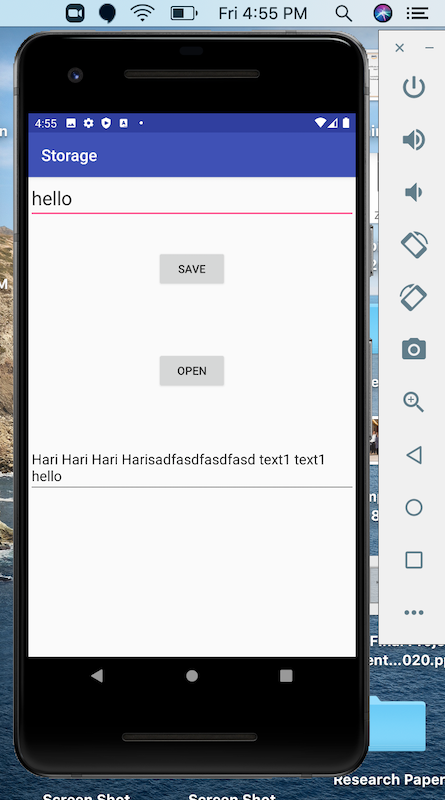 Fri 4:55 PM
4:55
Storage
hello
SAVE
OPEN
Hari Hari Hari Harisadfasdfasdfasd text1 text1
hello
ent...020.p
Research Paper
Screen Shot
Screen Shot